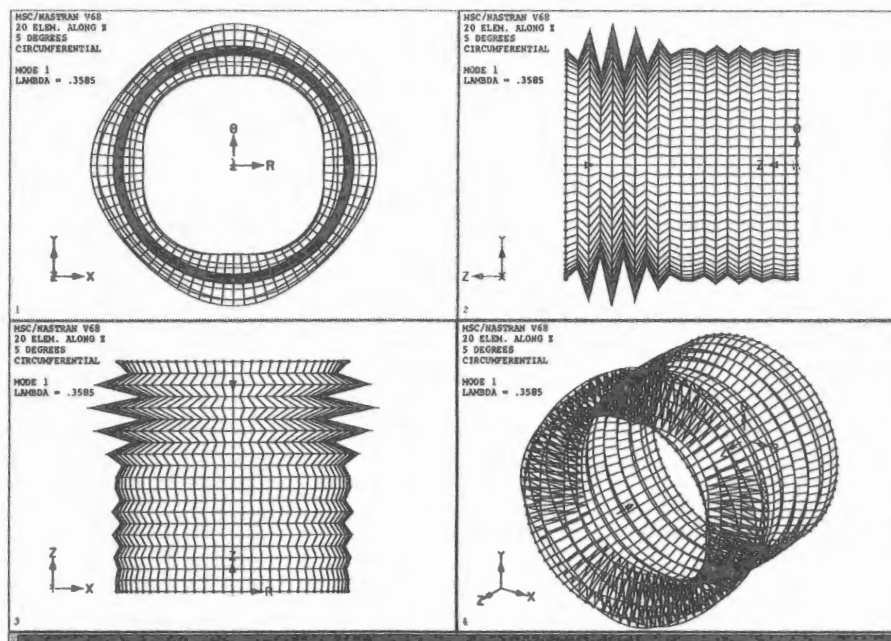 MSC/NASTRAN V68
20 ELEM. ALONG Z
5 DEGREES
CIRCUMFERENTIAL
MODE 1
LAMBDA = .3585
θ
Z
R
Y
Z
X
1
MSC/NASTRAN V68
20 ELEM. ALONG Z
5 DEGREES
CIRCUMFERENTIAL
MODE 1
LAMBDA = .3585
θ
Z
Y
Z
X
2
MSC/NASTRAN V68
20 ELEM. ALONG Z
5 DEGREES
CIRCUMFERENTIAL
MODE 1
LAMBDA = .3585
Z
R
Z
X
3
MSC/NASTRAN V68
20 ELEM. ALONG Z
5 DEGREES
CIRCUMFERENTIAL
MODE 1
LAMBDA = .3585
Y
Z
X
4